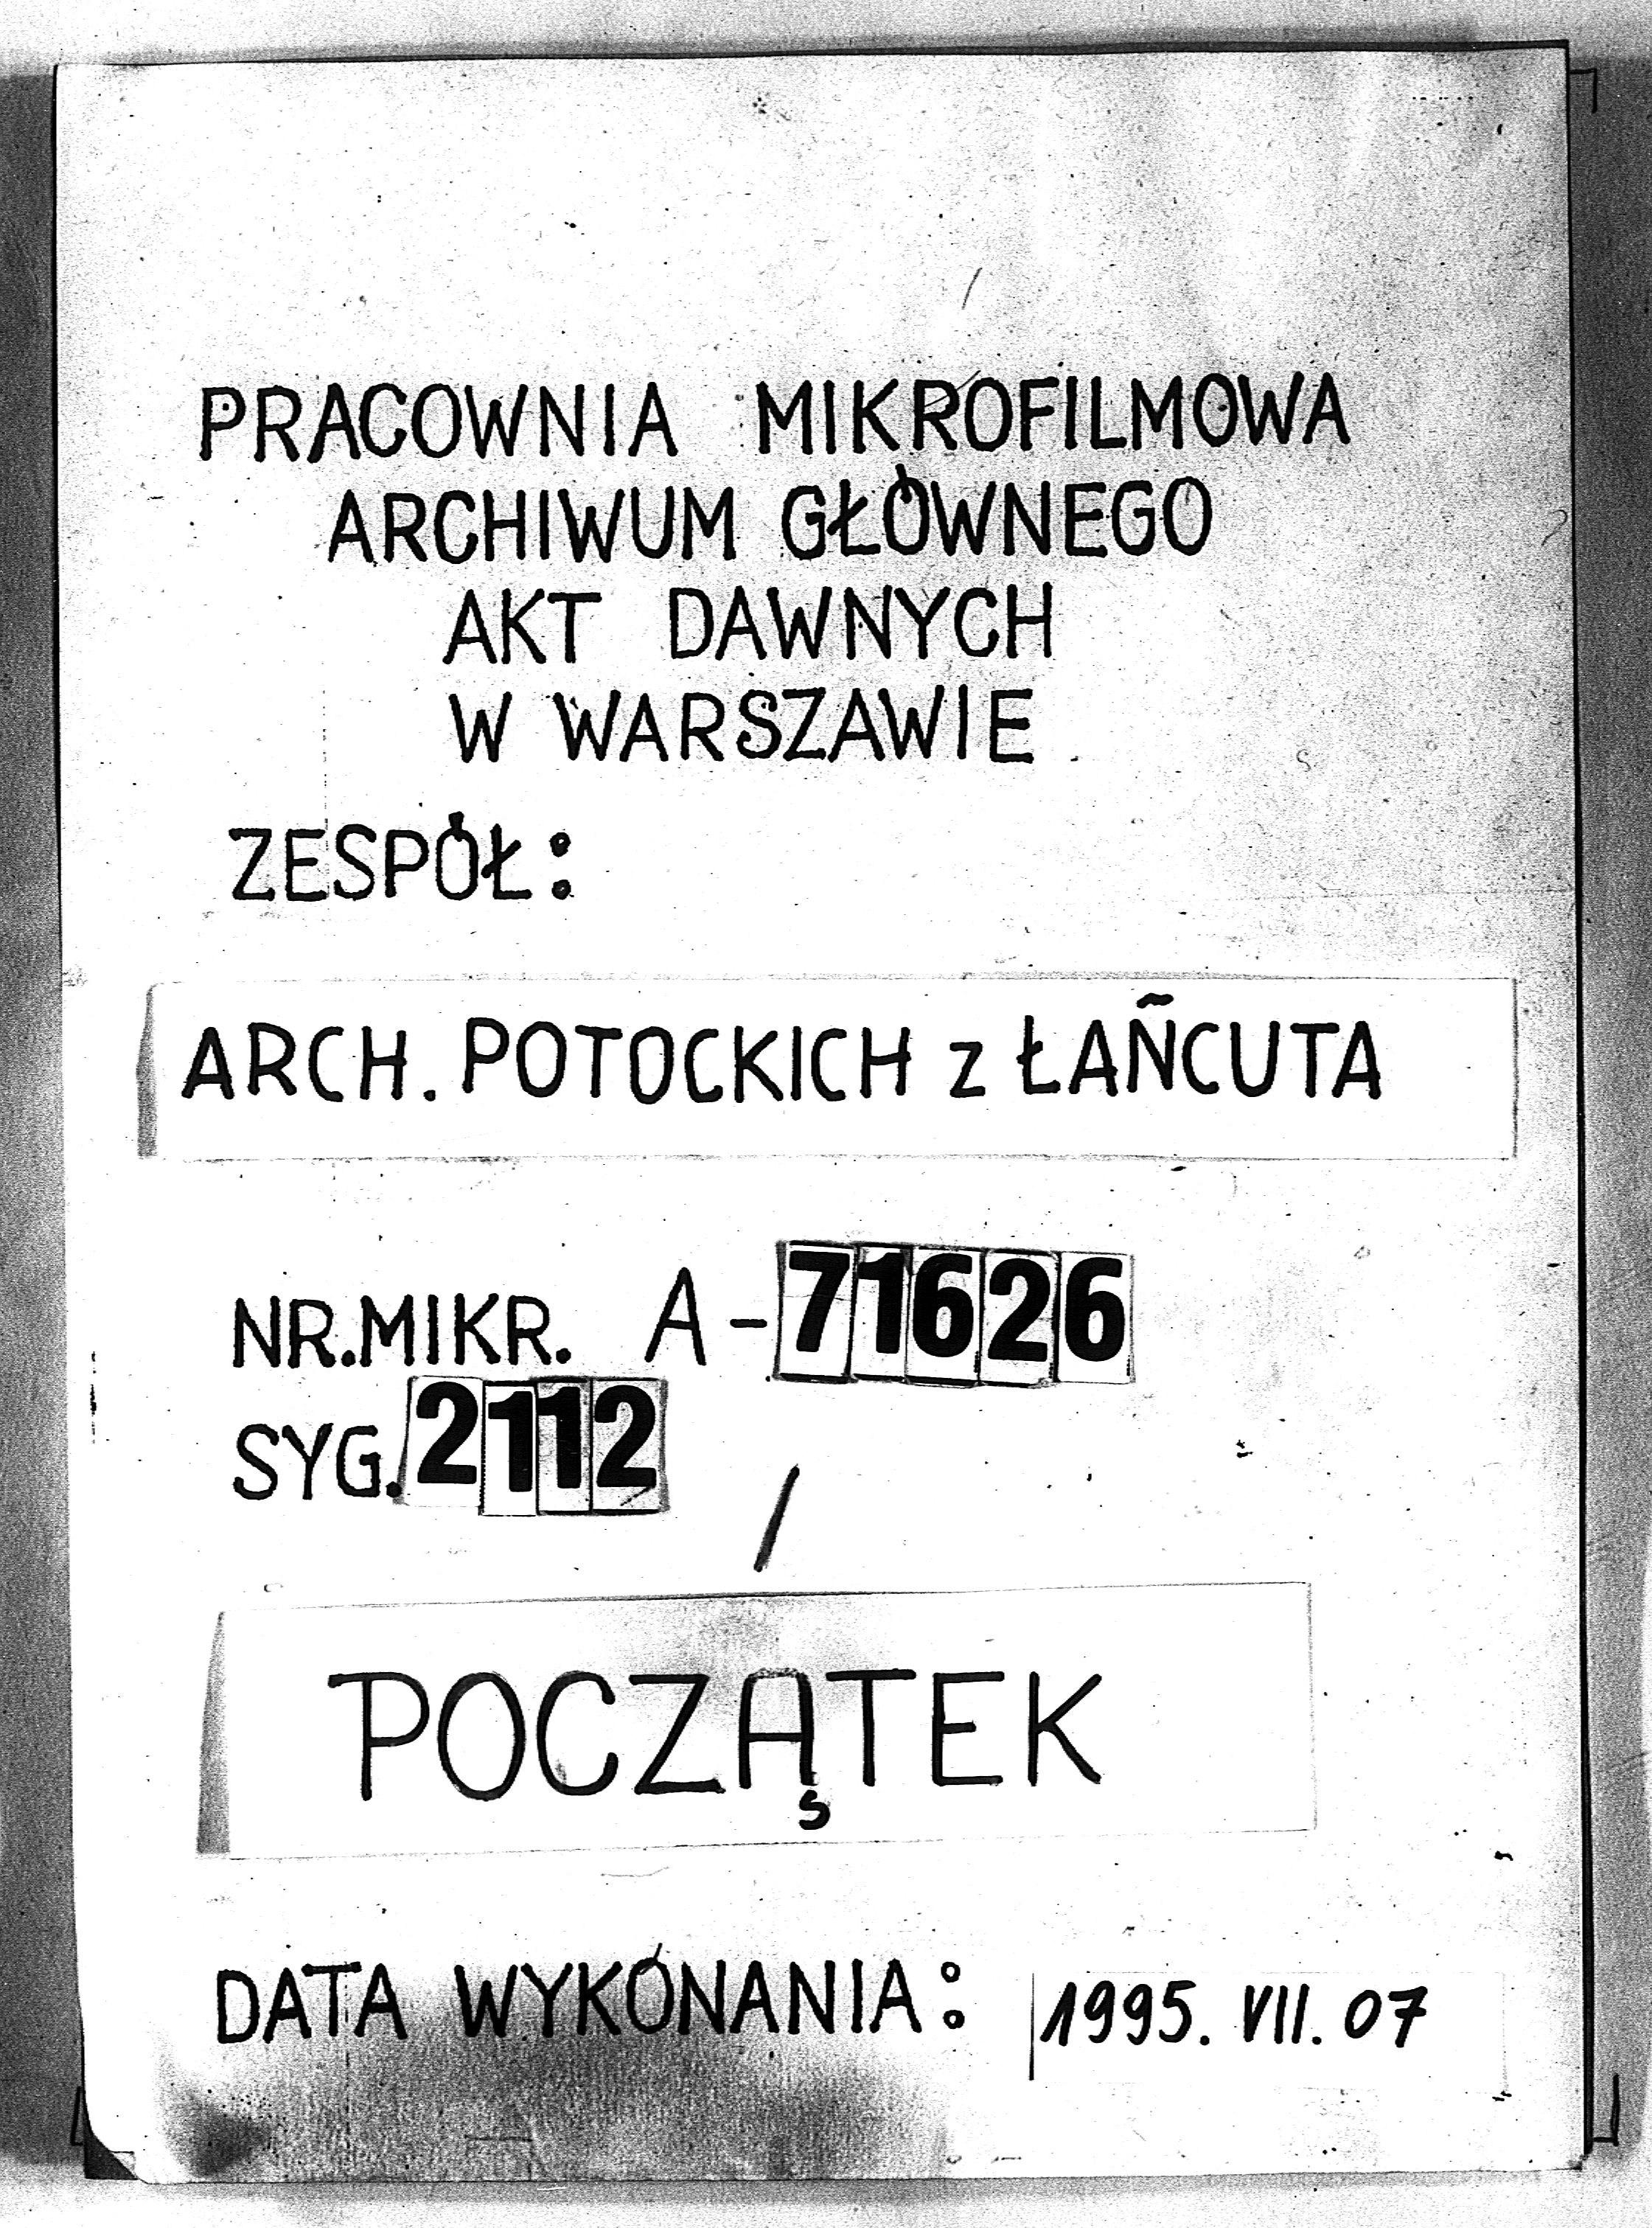 PRACOWNIA MIKROFILMOWA
ARCHIWUM GŁÓWNEGO
AKT DAWNYCH
W WARSZAWIE
ZESPÓŁ:
ARCH. POTOCKICH z ŁAŃCUTA
NR. MIKR. A-71626
SYG. 2112
POCZĄTEK
DATA WYKONANIA: 1995. VII. 07